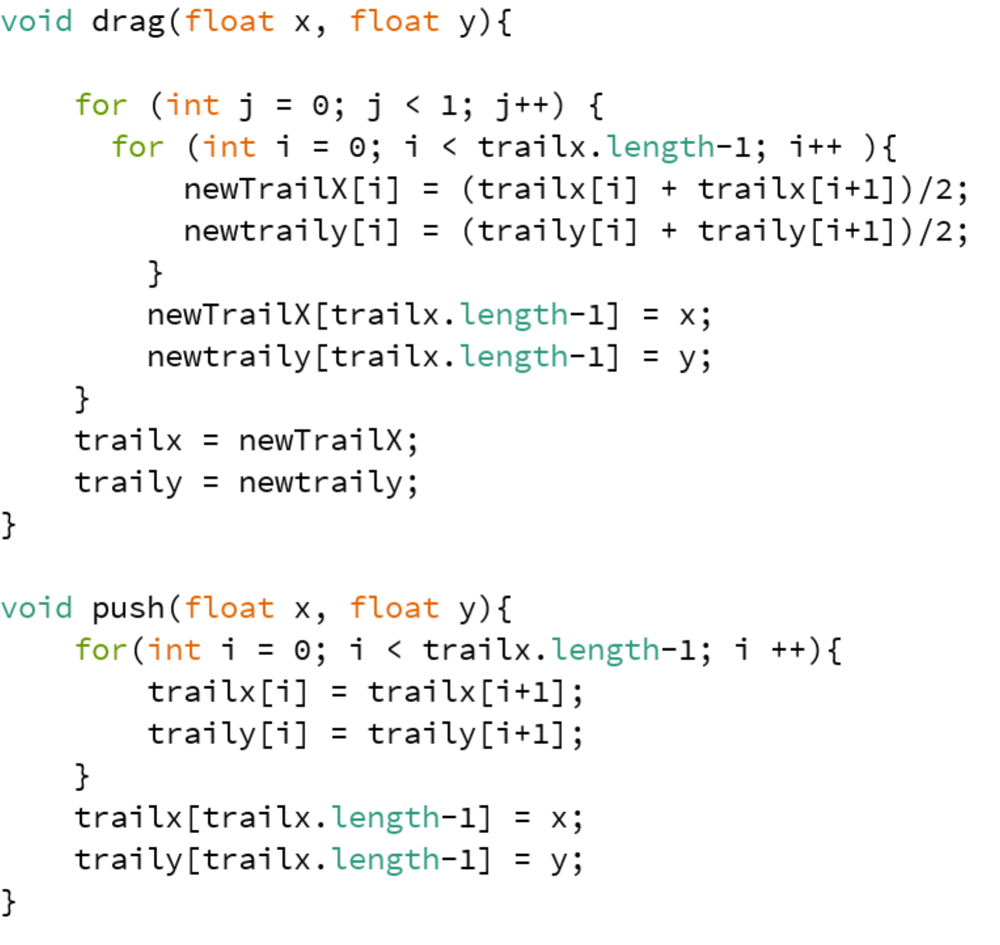 void drag(float x, float y){

    for (int j = 0; j < 1; j++) {
      for (int i = 0; i < trailx.length-1; i++ ){
          newTrailX[i] = (trailx[i] + trailx[i+1])/2;
          newtraily[i] = (traily[i] + traily[i+1])/2;
        }
        newTrailX[trailx.length-1] = x;
        newtraily[trailx.length-1] = y;
    }
    trailx = newTrailX;
    traily = newtraily;
}

void push(float x, float y){
    for(int i = 0; i < trailx.length-1; i ++){
        trailx[i] = trailx[i+1];
        traily[i] = traily[i+1];
    }
    trailx[trailx.length-1] = x;
    traily[trailx.length-1] = y;
}